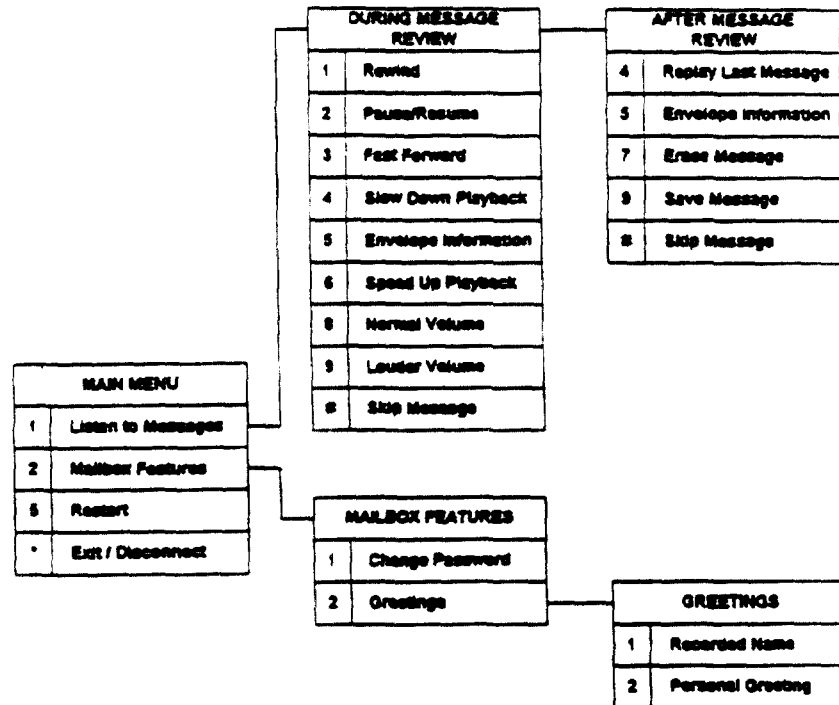 DURING MESSAGE
REVIEW
1 Rewind
2 Pause/Resume
3 Fast Forward
4 Slow Down Playback
5 Envelope Information
6 Speed Up Playback
8 Normal Volume
9 Louder Volume
# Skip Message
AFTER MESSAGE
REVIEW
4 Replay Last Message
5 Envelope Information
7 Erase Message
9 Save Message
# Skip Message
MAIN MENU
1 Listen to Messages
2 Mailbox Features
5 Restart
* Exit / Disconnect
MAILBOX FEATURES
1 Change Password
2 Greetings
GREETINGS
1 Recorded Name
2 Personal Greeting